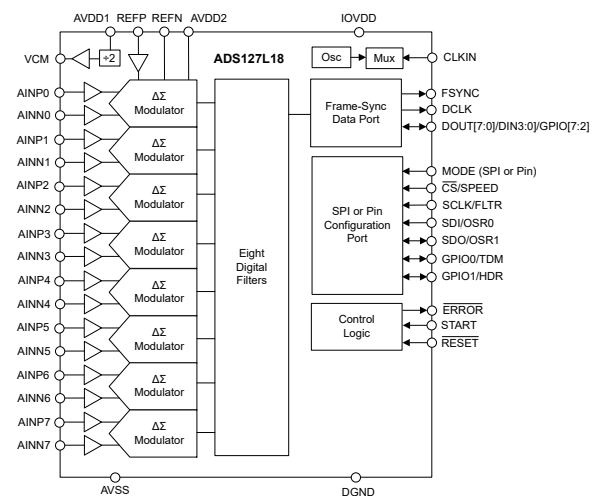 AVDD1 REFP REFN AVDD2 IOVDD
VCM
÷2
ADS127L18
Osc
Mux
CLKIN
AINP0
AINN0
AINP1
AINN1
AINP2
AINN2
AINP3
AINN3
AINP4
AINN4
AINP5
AINN5
AINP6
AINN6
AINP7
AINN7
ΔΣ
Modulator
ΔΣ
Modulator
ΔΣ
Modulator
ΔΣ
Modulator
ΔΣ
Modulator
ΔΣ
Modulator
ΔΣ
Modulator
ΔΣ
Modulator
Eight
Digital
Filters
Frame-Sync
Data Port
FSYNC
DCLK
DOUT[7:0]/DIN3:0]/GPIO[7:2]
SPI or Pin
Configuration
Port
MODE (SPI or Pin)
CS/SPEED
SCLK/FLTR
SDI/OSR0
SDO/OSR1
GPIO0/TDM
GPIO1/HDR
Control
Logic
ERROR
START
RESET
AVSS
DGND